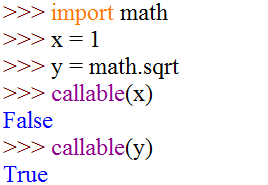 >>> import math
>>> x = 1
>>> y = math.sqrt
>>> callable(x)
False
>>> callable(y)
True